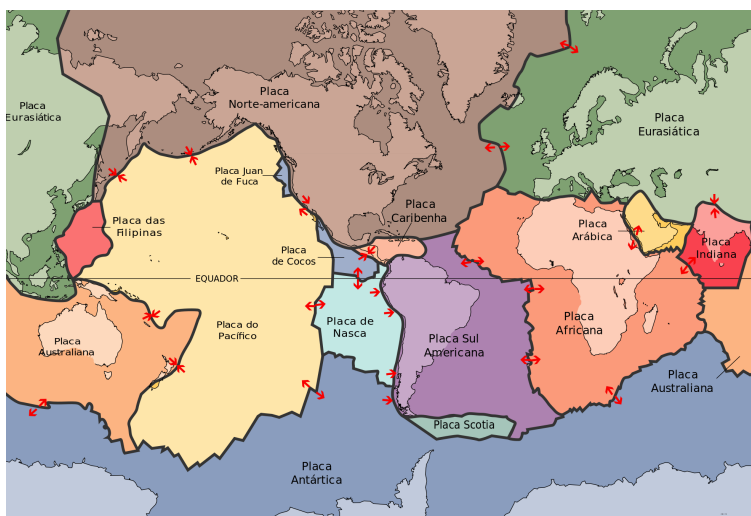 Placa
Norte-americana
Placa
Eurasiática
Placa
Eurasiática
Placa Juan
de Fuca
Placa
Caribenha
Placa das
Filipinas
Placa
Arábica
Placa
Indiana
Placa
de Cocos
EQUADOR
Placa do
Pacífico
Placa de
Nasca
Placa Sul
Americana
Placa
Africana
Placa
Australiana
Placa
Australiana
Placa Scotia
Placa
Antártica